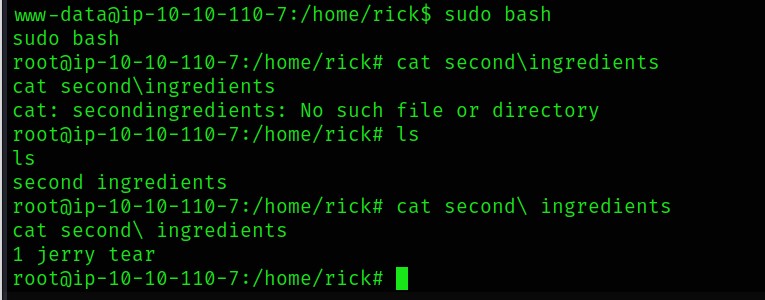 www-data@ip-10-10-110-7:/home/rick$ sudo bash
sudo bash
root@ip-10-10-110-7:/home/rick# cat second\ingredients
cat second\ingredients
cat: secondingredients: No such file or directory
root@ip-10-10-110-7:/home/rick# ls
ls
second ingredients
root@ip-10-10-110-7:/home/rick# cat second\ ingredients
cat second\ ingredients
1 jerry tear
root@ip-10-10-110-7:/home/rick#